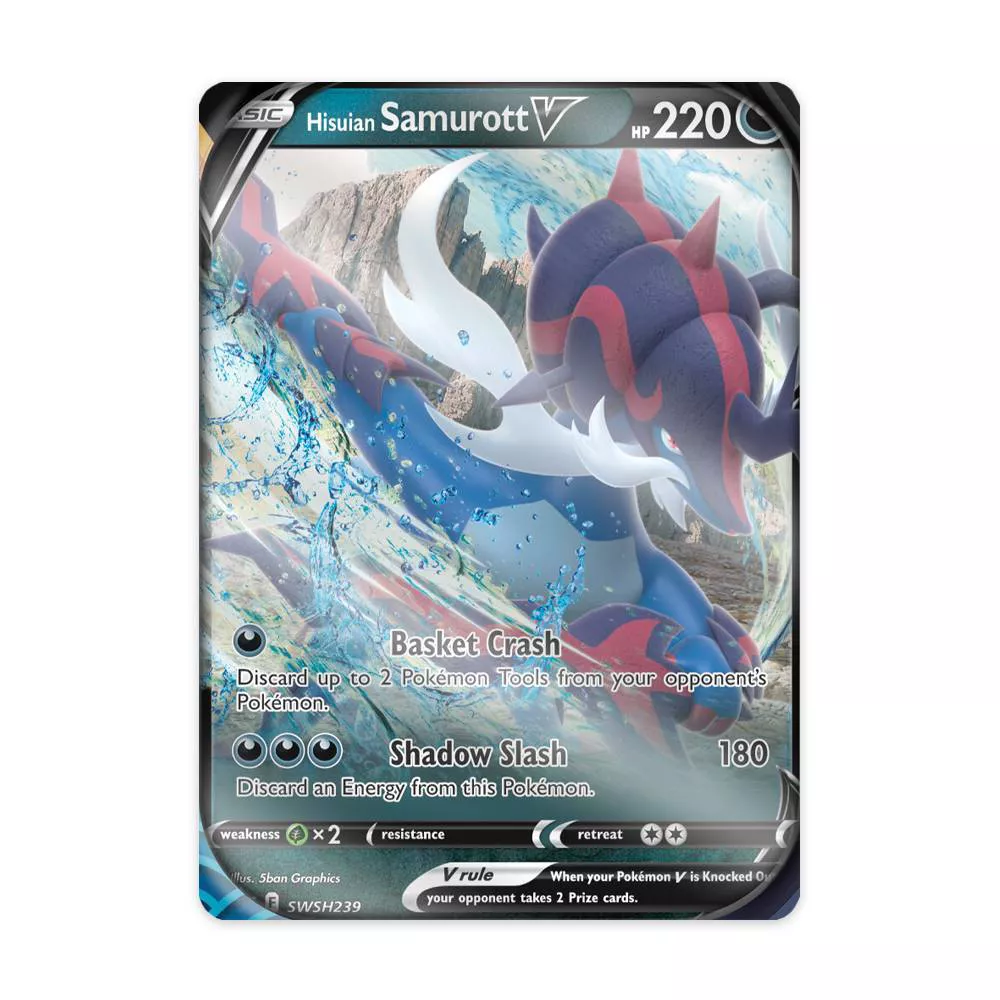 ASIC Hisuian Samurott V HP 220
Basket Crash
Discard up to 2 Pokémon Tools from your opponent's
Pokémon.
Shadow Slash 180
Discard an Energy from this Pokémon.
weakness ×2 resistance retreat
Illus. 5ban Graphics
V rule When your Pokémon V is Knocked Ou
your opponent takes 2 Prize cards.
F SWSH239